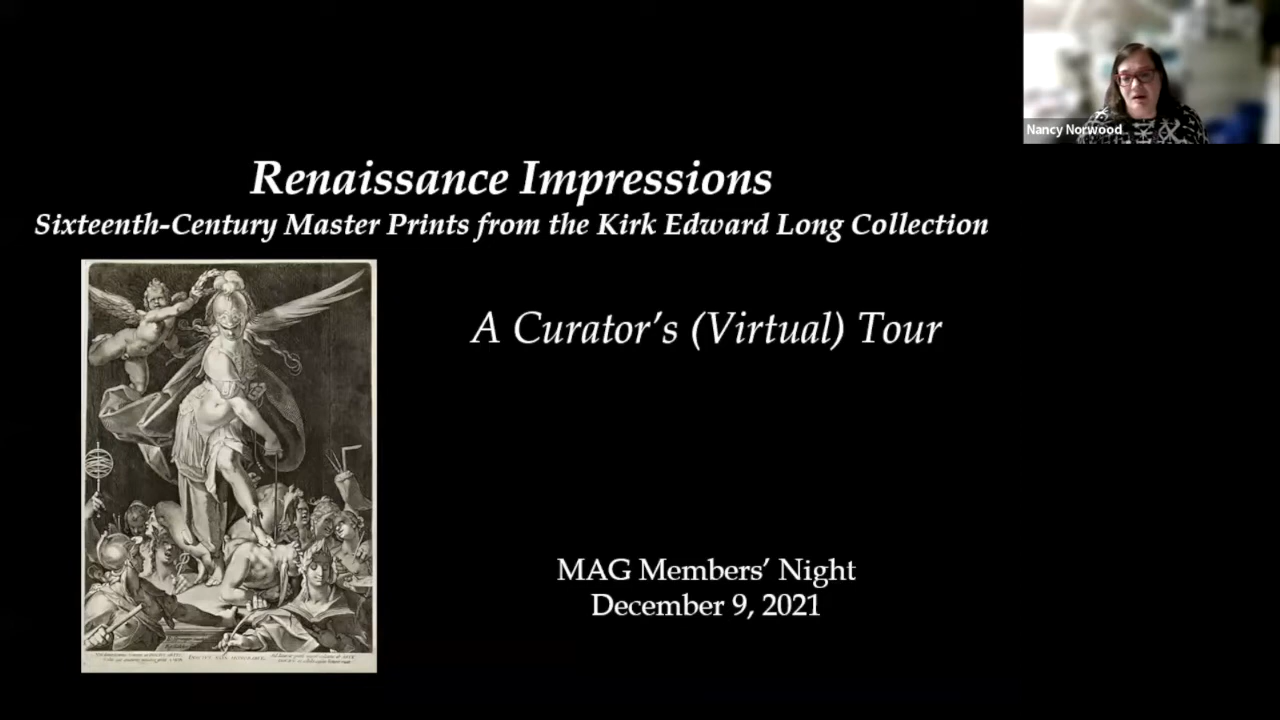 Nancy Norwood
Renaissance Impressions
Sixteenth-Century Master Prints from the Kirk Edward Long Collection
A Curator's (Virtual) Tour
MAG Members' Night
December 9, 2021